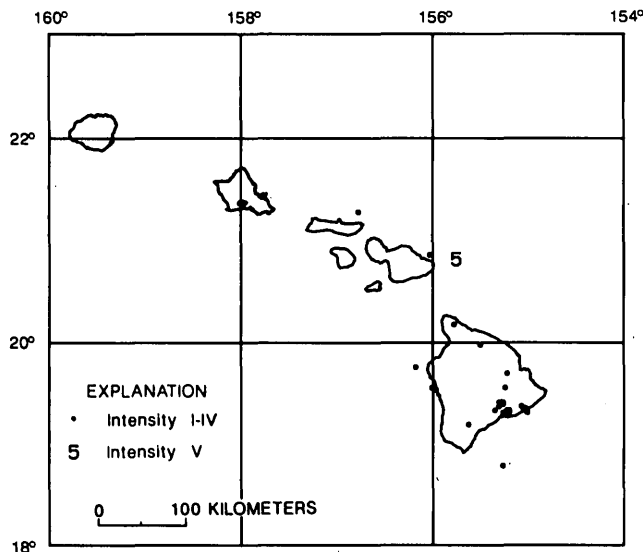 160° 158° 156° 154°
22°
5
20°
EXPLANATION
• Intensity I-IV
5 Intensity V
0 100 KILOMETERS
18°